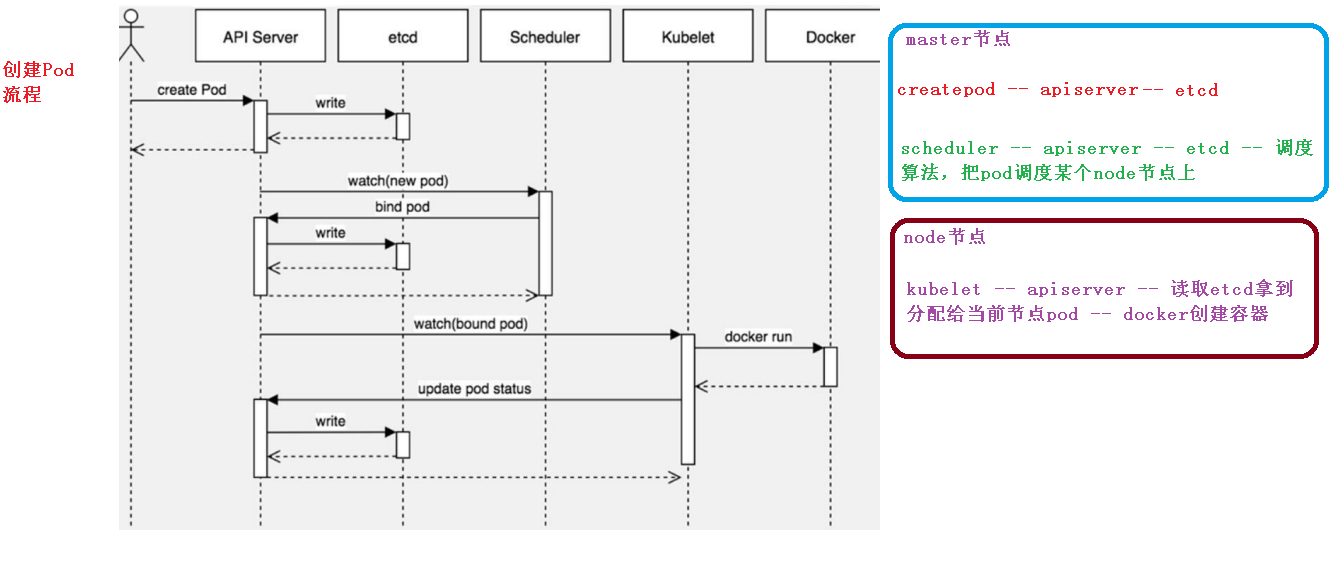 创建Pod
流程
API Server
etcd
Scheduler
Kubelet
Docker
create Pod
write
watch(new pod)
bind pod
write
watch(bound pod)
docker run
update pod status
write
master节点
createpod -- apiserver -- etcd
scheduler -- apiserver -- etcd -- 调度
算法，把pod调度某个node节点上
node节点
kubelet -- apiserver -- 读取etcd拿到
分配给当前节点pod -- docker创建容器